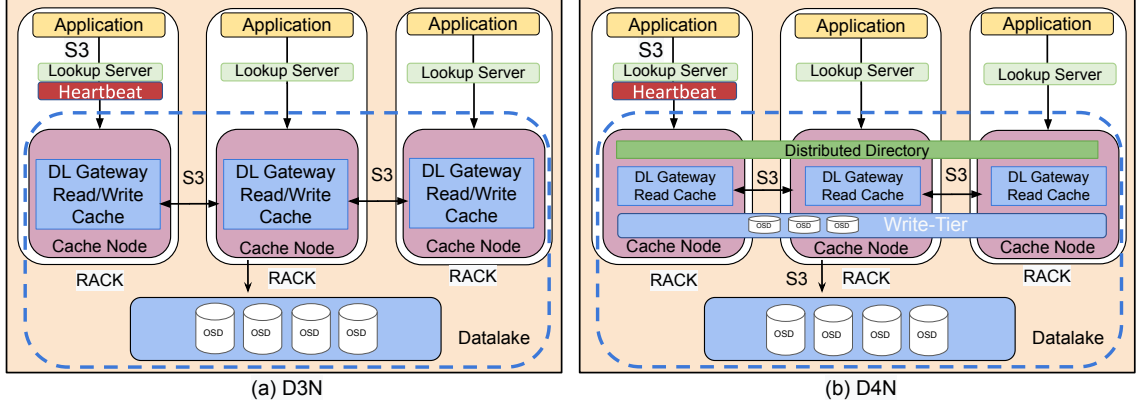 Application
Application
Application
S3
Lookup Server
Lookup Server
Lookup Server
Heartbeat
DL Gateway
Read/Write
Cache
DL Gateway
Read/Write
Cache
DL Gateway
Read/Write
Cache
S3
S3
Cache Node
Cache Node
Cache Node
RACK
RACK
RACK
OSD
OSD
OSD
OSD
Datalake
(a) D3N
Application
Application
Application
S3
Lookup Server
Lookup Server
Lookup Server
Heartbeat
Distributed Directory
DL Gateway
Read Cache
DL Gateway
Read Cache
DL Gateway
Read Cache
S3
S3
OSD
OSD
OSD
Write-Tier
Cache Node
Cache Node
Cache Node
RACK
S3
RACK
RACK
OSD
OSD
OSD
OSD
Datalake
(b) D4N